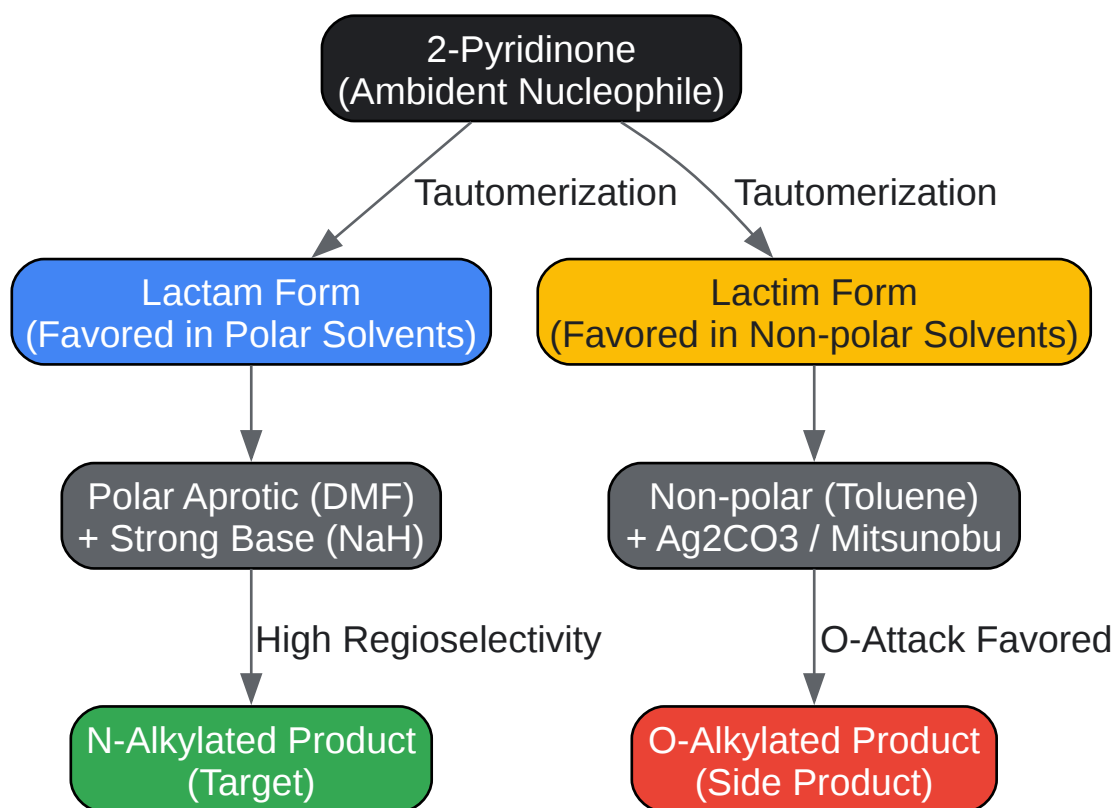 2-Pyridinone
(Ambident Nucleophile)
Tautomerization
Tautomerization
Lactam Form
(Favored in Polar Solvents)
Lactim Form
(Favored in Non-polar Solvents)
Polar Aprotic (DMF)
+ Strong Base (NaH)
Non-polar (Toluene)
+ Ag2CO3 / Mitsunobu
High Regioselectivity
O-Attack Favored
N-Alkylated Product
(Target)
O-Alkylated Product
(Side Product)